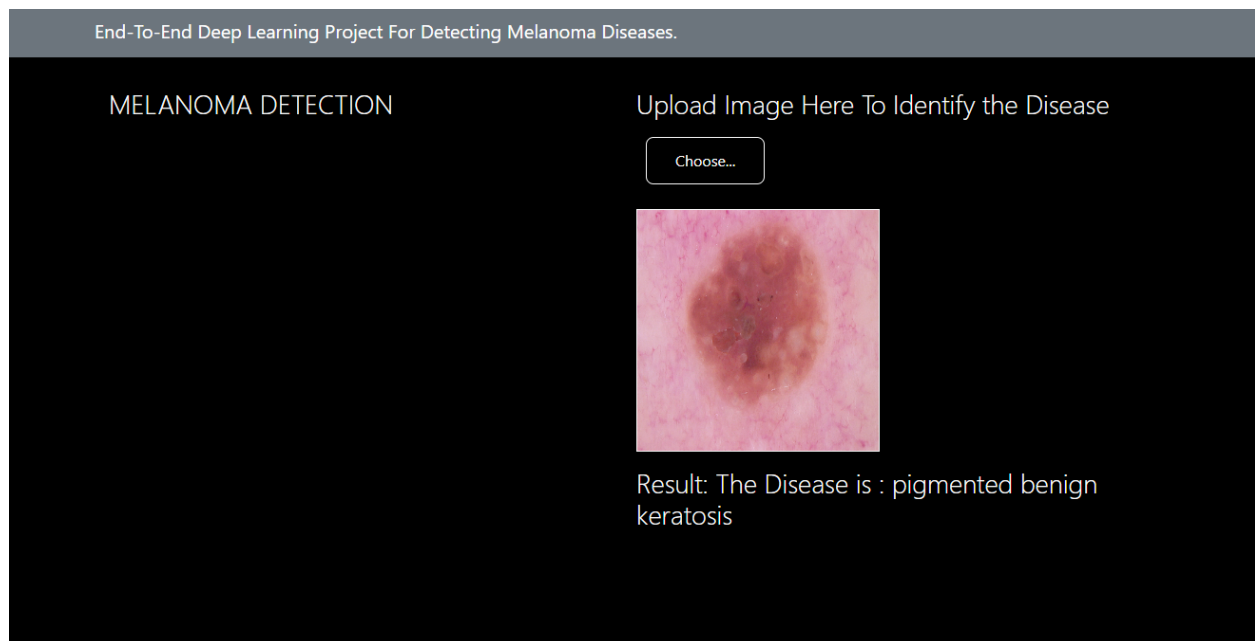 End-To-End Deep Learning Project For Detecting Melanoma Diseases.
MELANOMA DETECTION
Upload Image Here To Identify the Disease
Choose...
Result: The Disease is : pigmented benign
keratosis